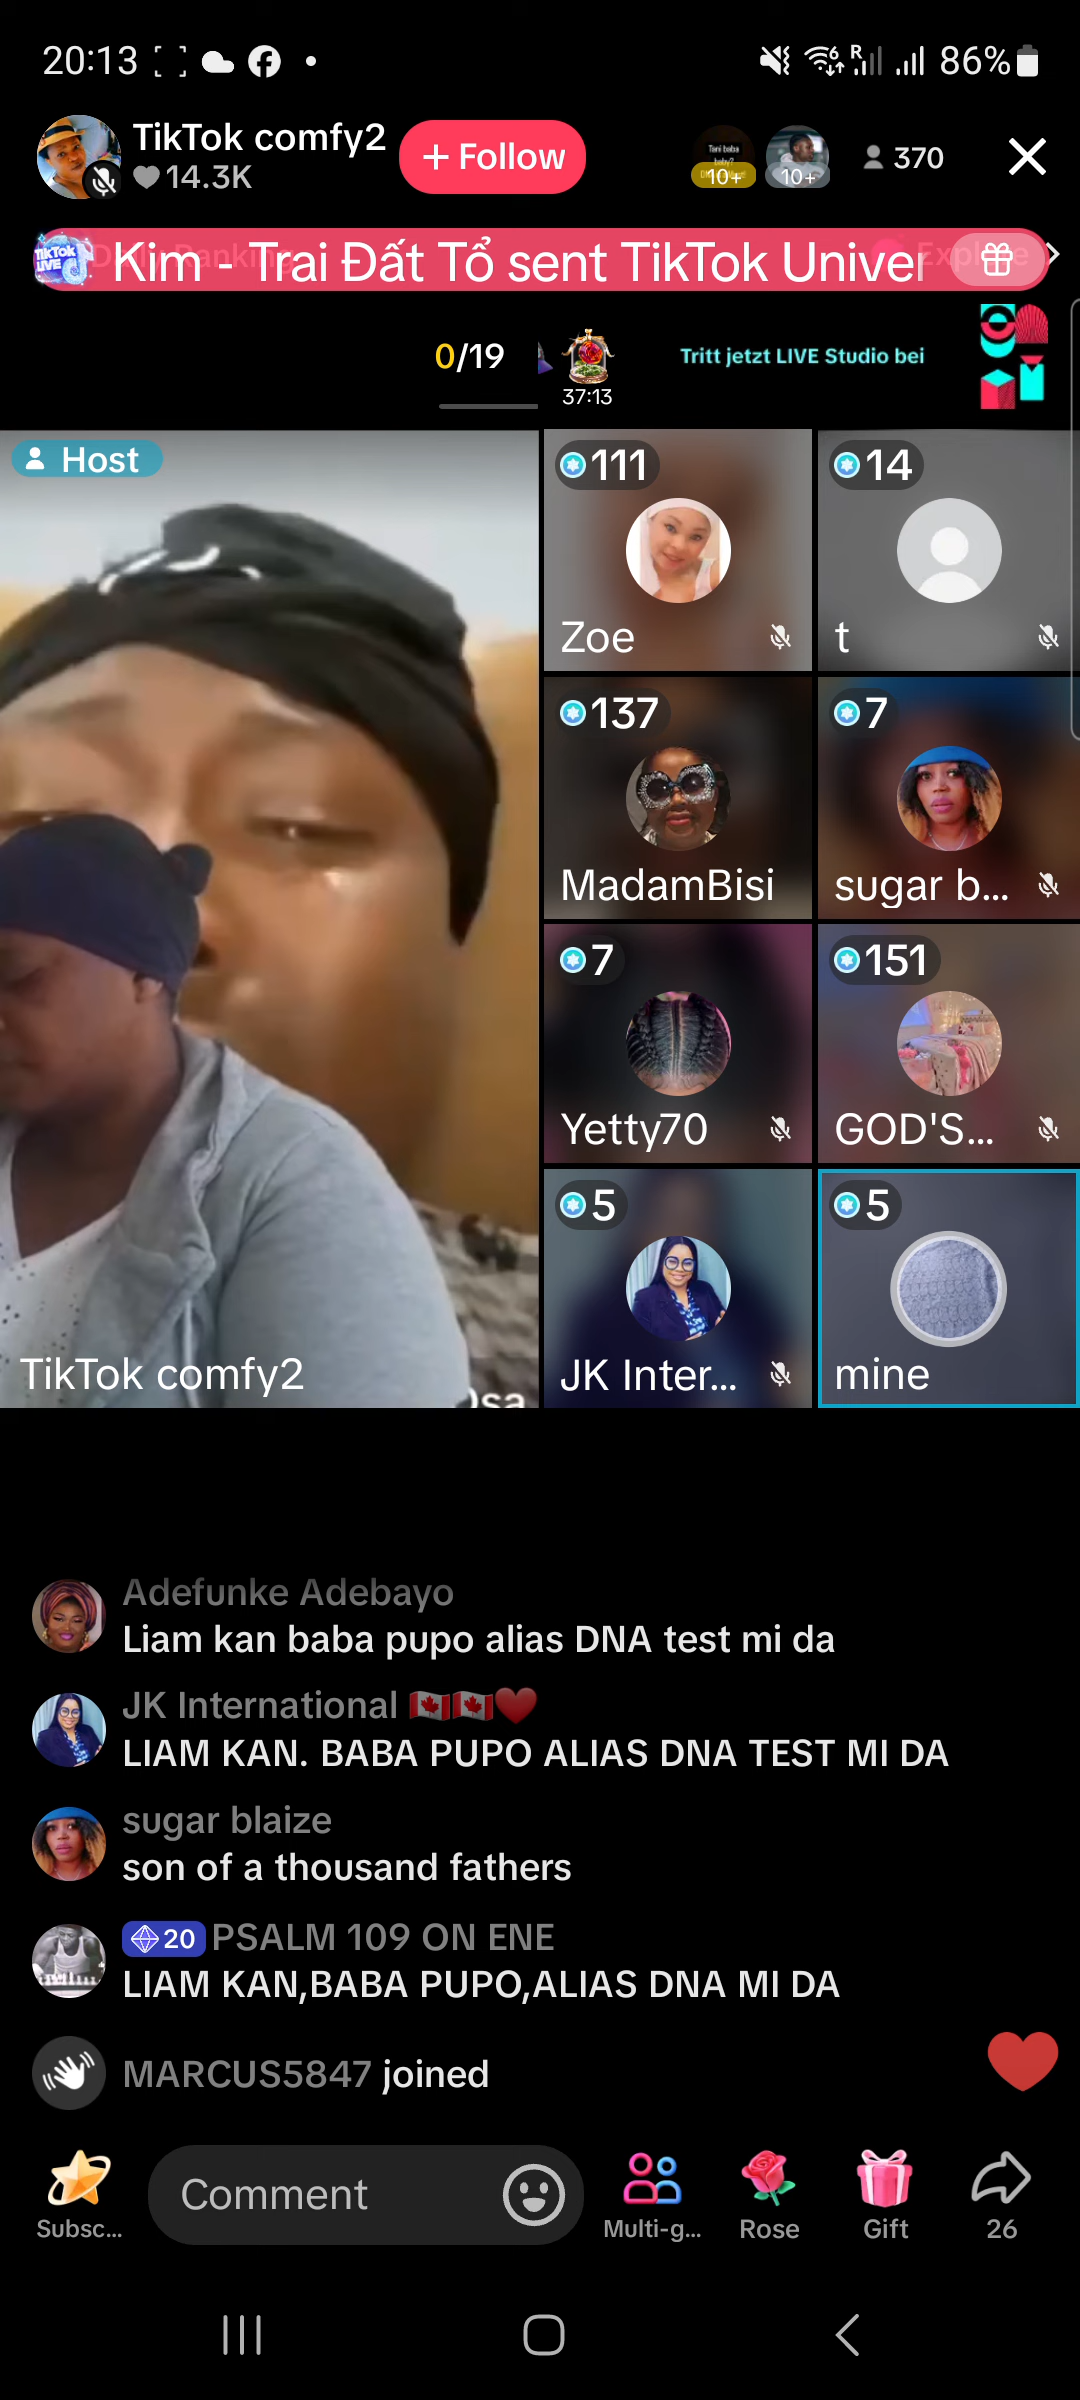 20:13
R
86%
TikTok comfy2
14.3K
+ Follow
10+
10+
370
Kim - Trai Đất Tổ sent TikTok Univer
0/19
37:13
Tritt jetzt LIVE Studio bei
Host
111
Zoe
14
t
137
MadamBisi
7
sugar b...
7
Yetty70
151
GOD'S...
5
JK Inter...
5
mine
TikTok comfy2
Adefunke Adebayo
Liam kan baba pupo alias DNA test mi da
JK International 🇨🇦🇨🇦❤️
LIAM KAN. BABA PUPO ALIAS DNA TEST MI DA
sugar blaize
son of a thousand fathers
20 PSALM 109 ON ENE
LIAM KAN,BABA PUPO,ALIAS DNA MI DA
MARCUS5847 joined
Subsc...
Comment
Multi-g...
Rose
Gift
26